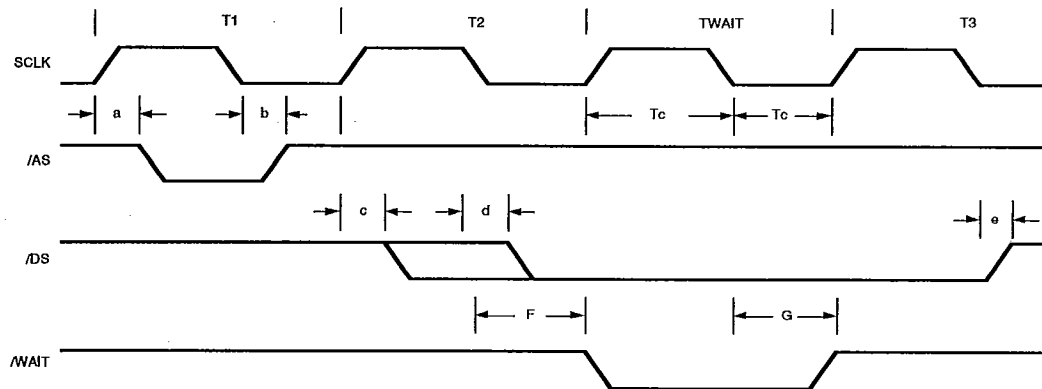 T1 T2 TWAIT T3
SCLK
a b Tc Tc
/AS
c d e
/DS
F G
/WAIT